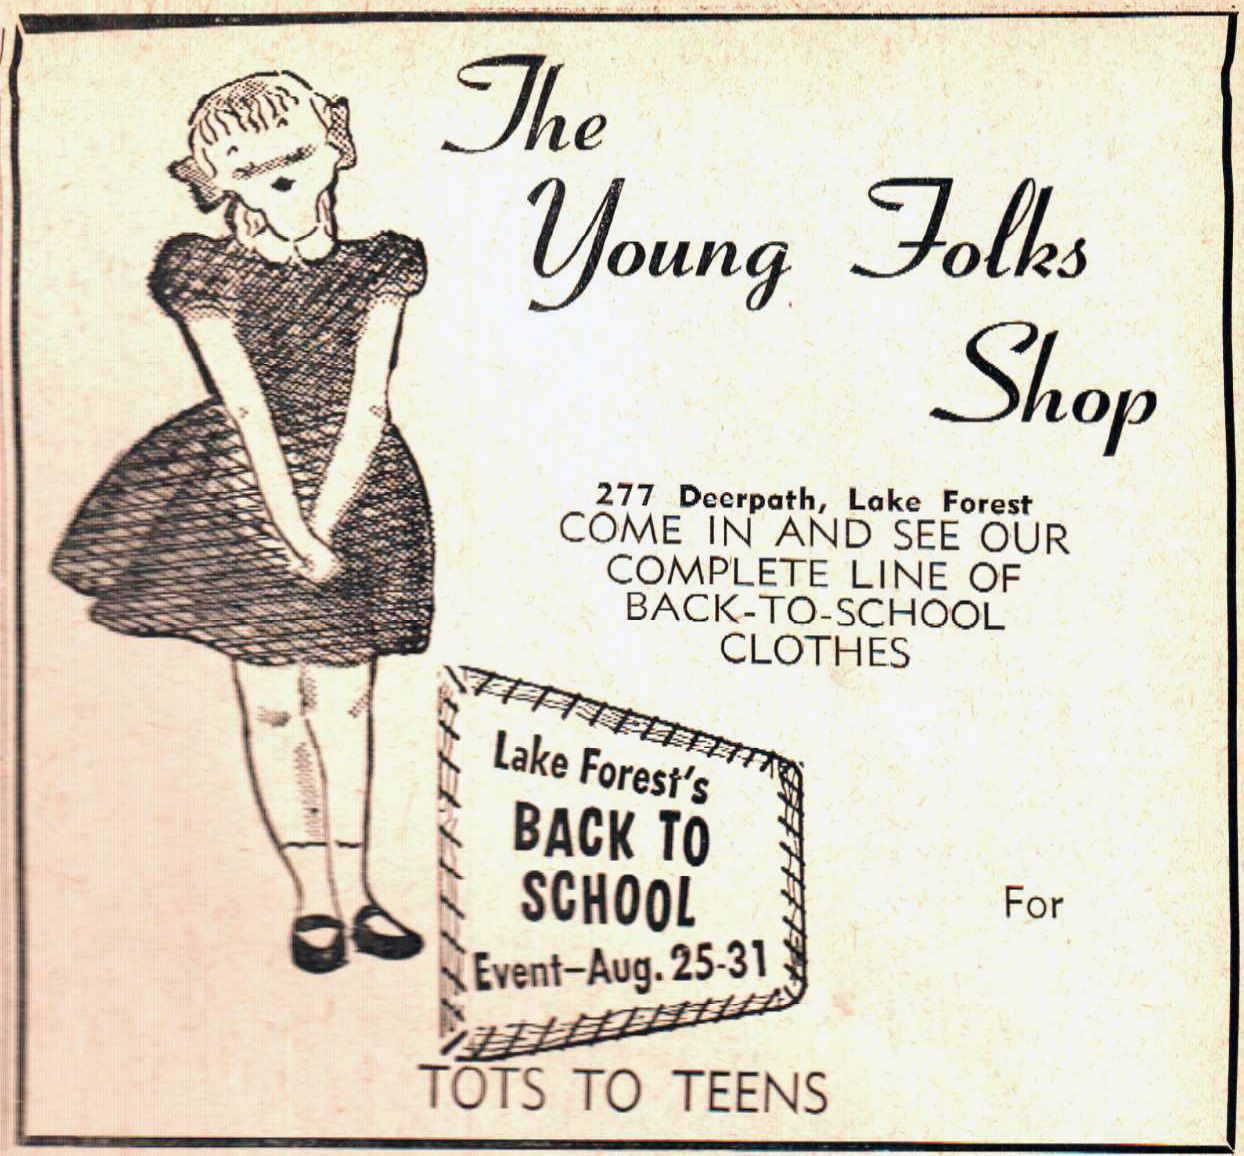 The
Young Folks
Shop
277 Deerpath, Lake Forest
COME IN AND SEE OUR
COMPLETE LINE OF
BACK-TO-SCHOOL
CLOTHES
Lake Forest's
BACK TO
SCHOOL
Event—Aug. 25-31
For
TOTS TO TEENS